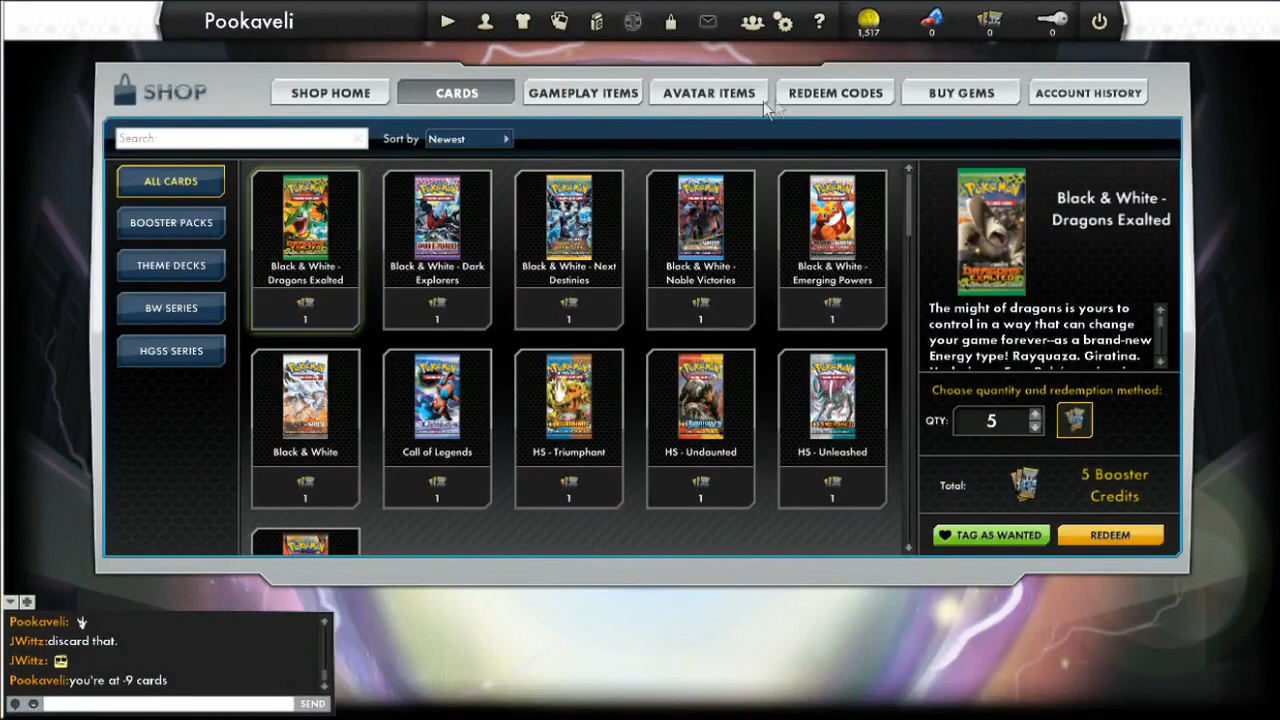 Pookaveli
1,517
0
0
0
SHOP
SHOP HOME
CARDS
GAMEPLAY ITEMS
AVATAR ITEMS
REDEEM CODES
BUY GEMS
ACCOUNT HISTORY
Search:
Sort by
Newest
ALL CARDS
BOOSTER PACKS
THEME DECKS
BW SERIES
HGSS SERIES
Black & White -
Dragons Exalted
1
Black & White - Dark
Explorers
1
Black & White - Next
Destinies
1
Black & White -
Noble Victories
1
Black & White -
Emerging Powers
1
Black & White
1
Call of Legends
1
HS - Triumphant
1
HS - Undaunted
1
HS - Unleashed
1
POKéMON
DRAGONS
EXALTED
Black & White -
Dragons Exalted
The might of dragons is yours to
control in a way that can change
your game forever--as a brand-new
Energy type! Rayquaza. Giratina.
Choose quantity and redemption method:
QTY:
5
Total:
5 Booster
Credits
TAG AS WANTED
REDEEM
Pookaveli:
JWittz:discard that.
JWittz:
Pookaveli:you're at -9 cards
SEND